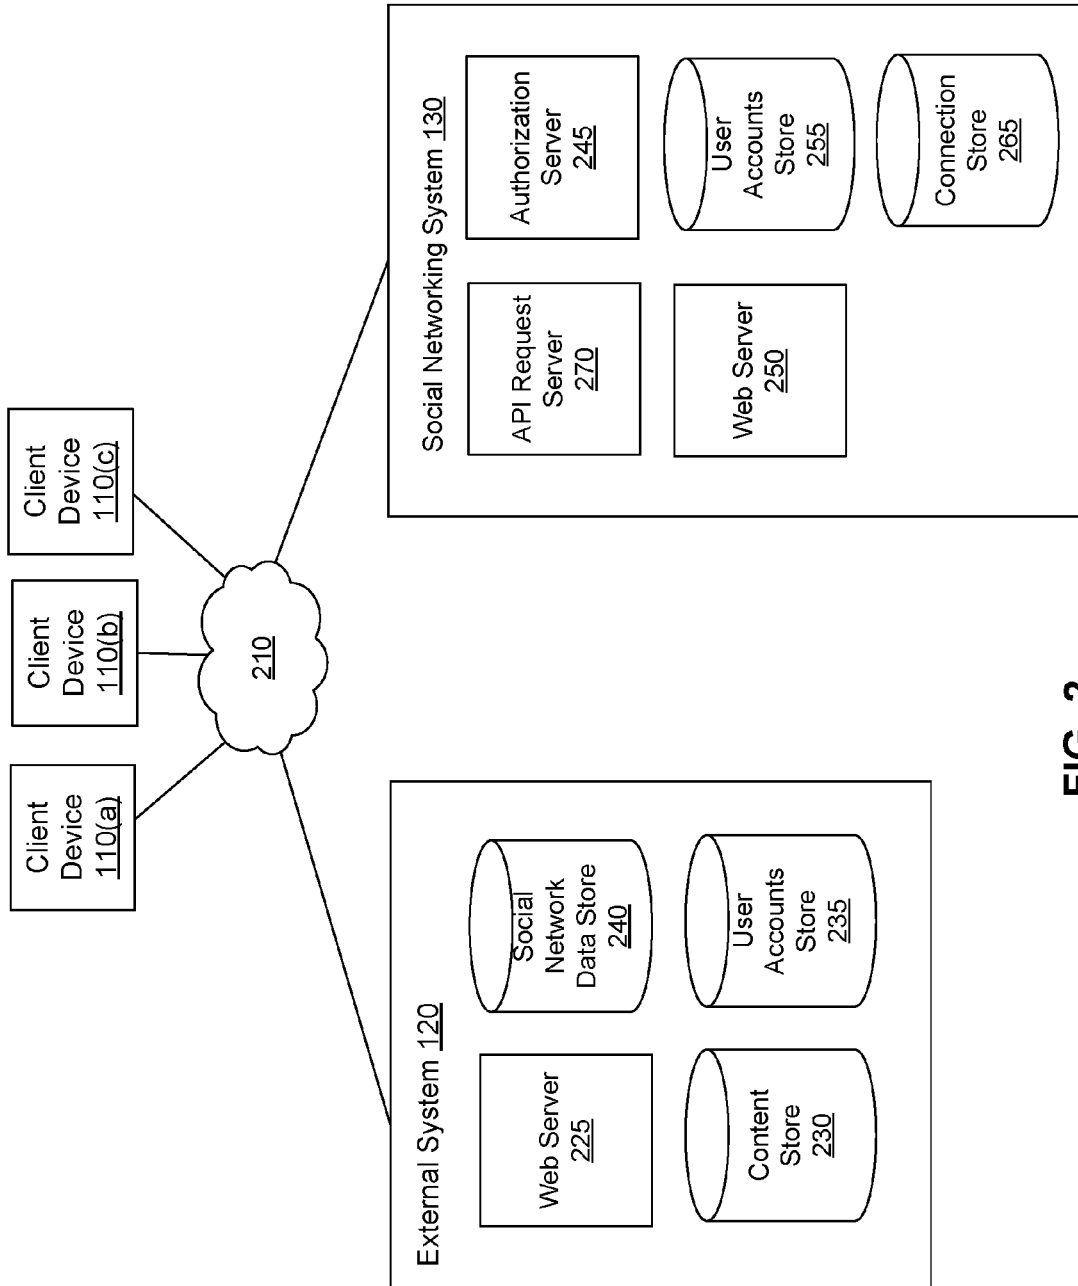 Client
Device
110(a)
Client
Device
110(b)
Client
Device
110(c)
210
External System 120
Web Server
225
Social
Network
Data Store
240
Content
Store
230
User
Accounts
Store
235
Social Networking System 130
API Request
Server
270
Authorization
Server
245
Web Server
250
User
Accounts
Store
255
Connection
Store
265